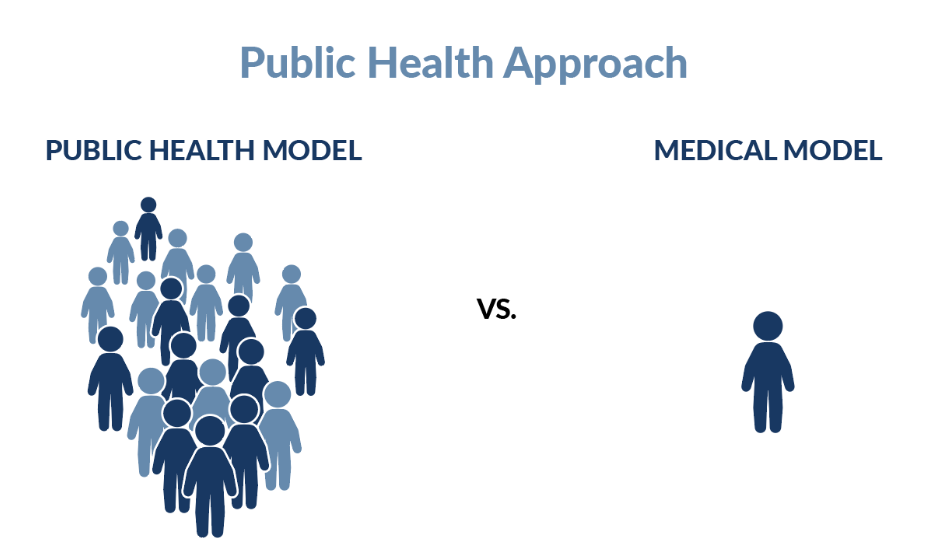 Public Health Approach
PUBLIC HEALTH MODEL
MEDICAL MODEL
VS.